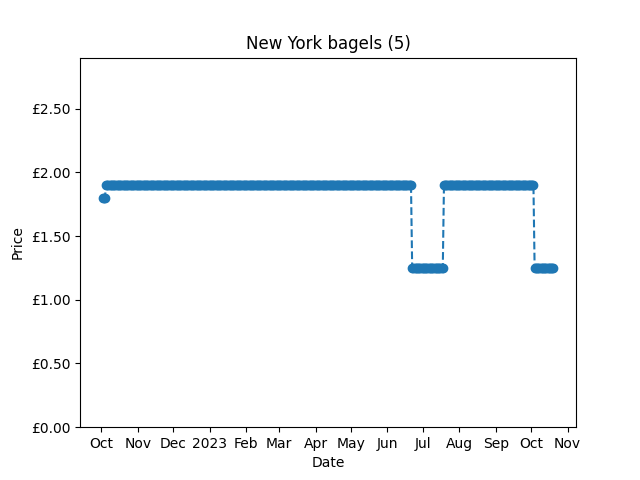 New York bagels (5)
£2.50
£2.00
£1.50
£1.00
£0.50
£0.00
Price
Oct Nov Dec 2023 Feb Mar Apr May Jun Jul Aug Sep Oct Nov
Date